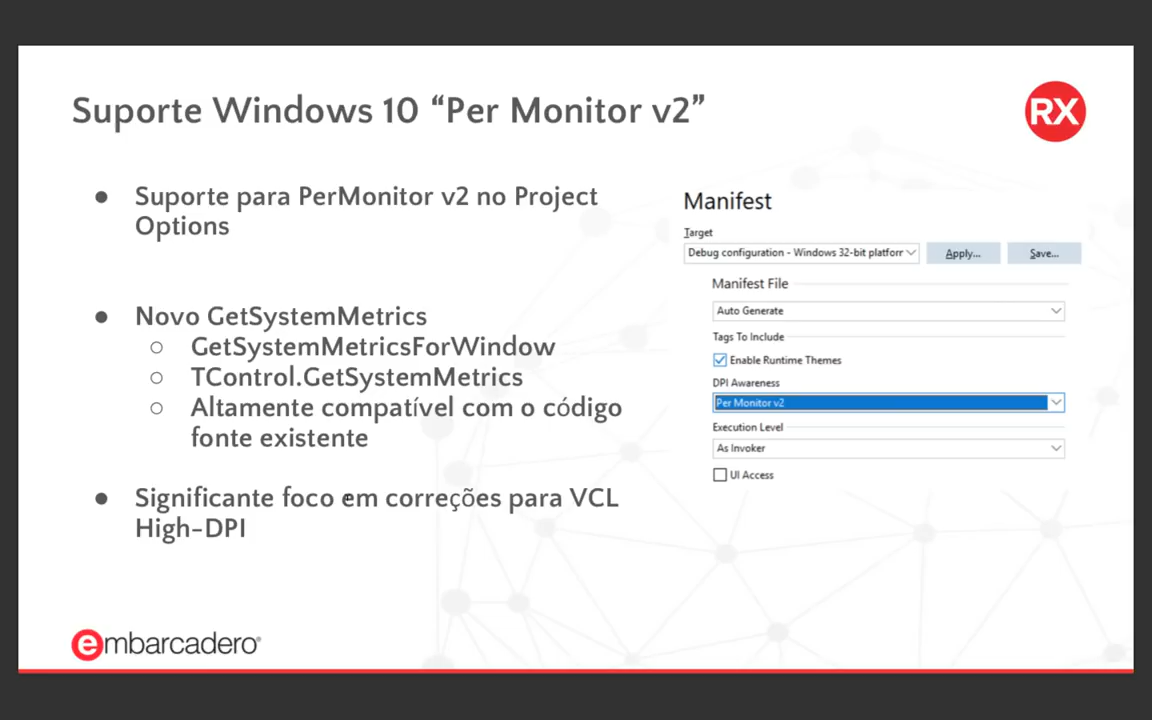 Suporte Windows 10 “Per Monitor v2”
RX
● Suporte para PerMonitor v2 no Project
Options
● Novo GetSystemMetrics
○ GetSystemMetricsForWindow
○ TControl.GetSystemMetrics
○ Altamente compatível com o código
fonte existente
● Significante foco em correções para VCL
High-DPI
Manifest
Target
Debug configuration - Windows 32-bit platforr
Apply...
Save...
Manifest File
Auto Generate
Tags To Include
Enable Runtime Themes
DPI Awareness
Per Monitor v2
Execution Level
As Invoker
UI Access
embarcadero®